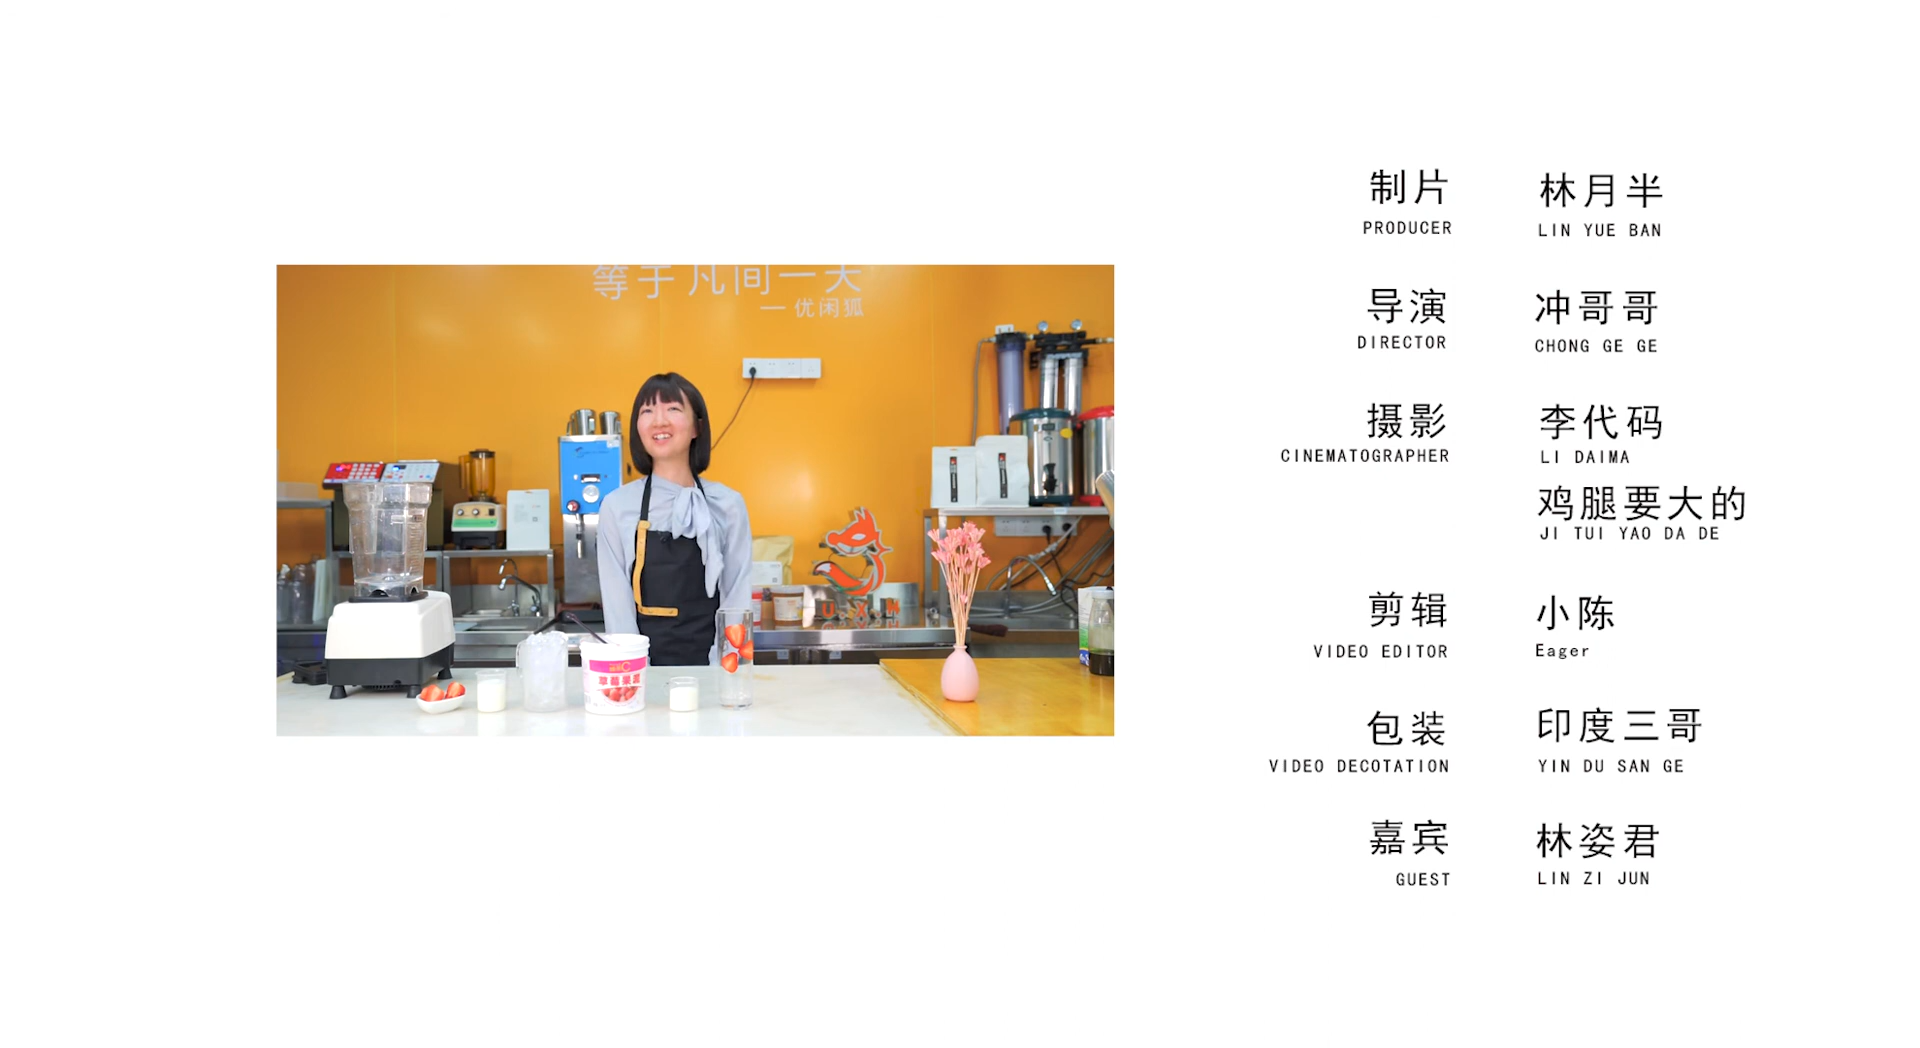 等于凡间一天
— 优闲狐
草莓果酱
U.X.H
制片
PRODUCER
林月半
LIN YUE BAN
导演
DIRECTOR
冲哥哥
CHONG GE GE
摄影
CINEMATOGRAPHER
李代码
LI DAIMA
鸡腿要大的
JI TUI YAO DA DE
剪辑
VIDEO EDITOR
小陈
Eager
包装
VIDEO DECOTATION
印度三哥
YIN DU SAN GE
嘉宾
GUEST
林姿君
LIN ZI JUN